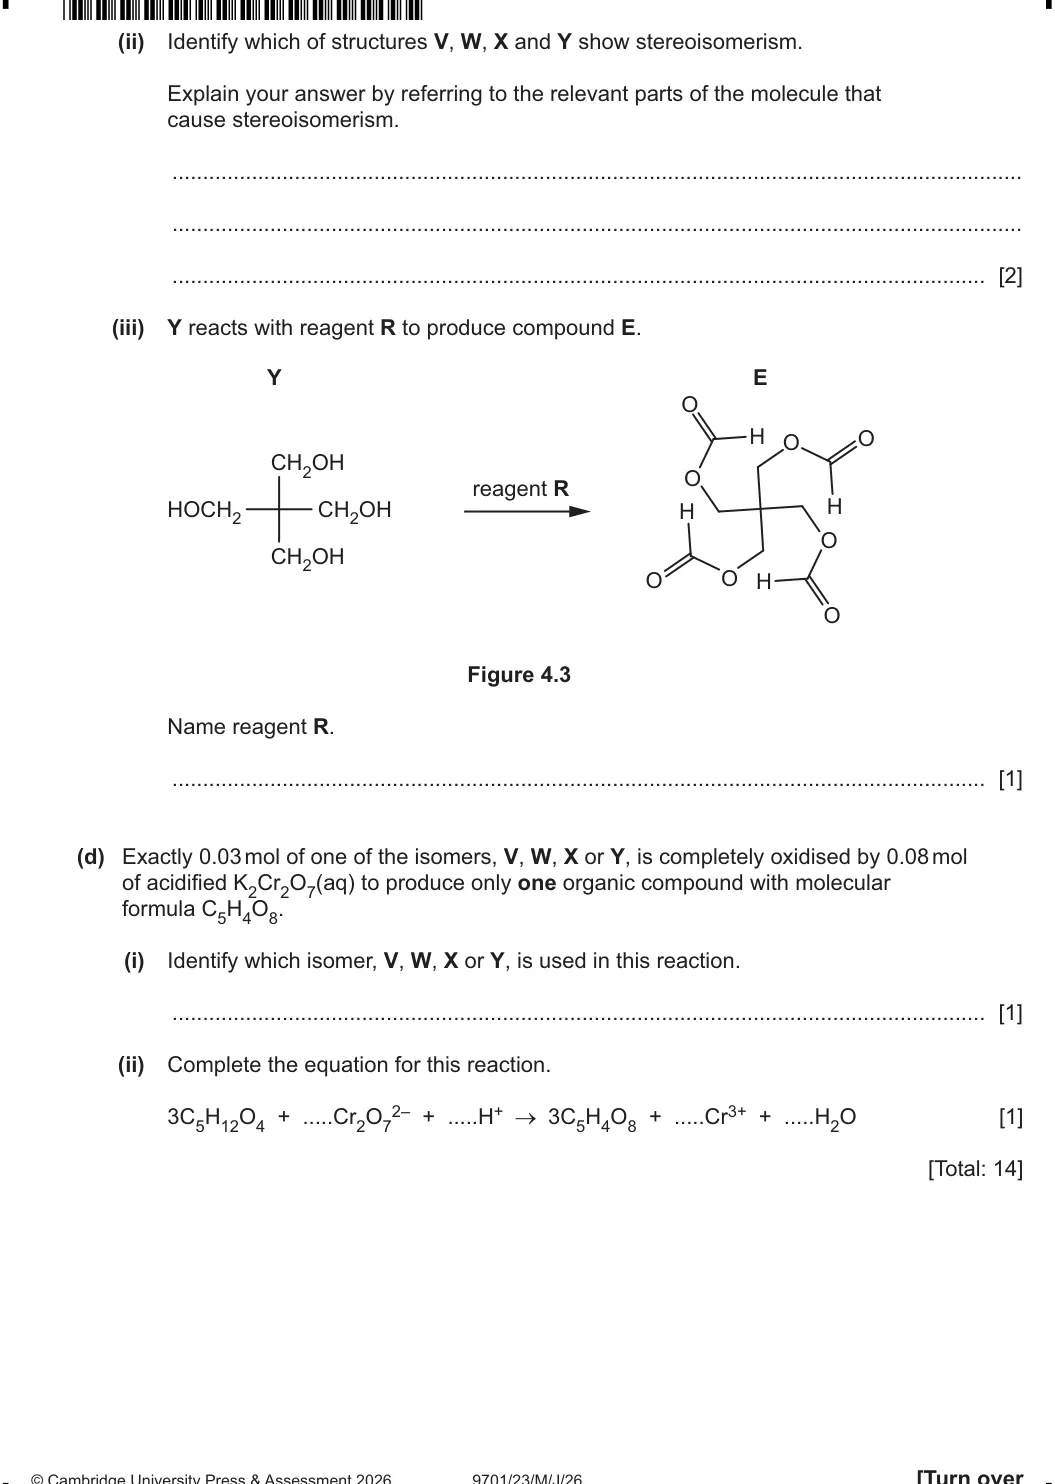 (ii) Identify which of structures V, W, X and Y show stereoisomerism.
Explain your answer by referring to the relevant parts of the molecule that
cause stereoisomerism.
..........................................................................................................................................
..........................................................................................................................................
..................................................................................................................................... [2]
(iii) Y reacts with reagent R to produce compound E.
Y
E
CH₂OH
HOCH₂
CH₂OH
CH₂OH
reagent R
O
H
O
O
O
H
H
O
O
O
H
O
Figure 4.3
Name reagent R.
..................................................................................................................................... [1]
(d) Exactly 0.03 mol of one of the isomers, V, W, X or Y, is completely oxidised by 0.08 mol
of acidified K₂Cr₂O₇(aq) to produce only one organic compound with molecular
formula C₅H₄O₈.
(i) Identify which isomer, V, W, X or Y, is used in this reaction.
..................................................................................................................................... [1]
(ii) Complete the equation for this reaction.
3C₅H₁₂O₄ + .....Cr₂O₇²⁻ + .....H⁺ → 3C₅H₄O₈ + .....Cr³⁺ + .....H₂O [1]
[Total: 14]
© Cambridge University Press & Assessment 2026 9701/23/M/J/26 [Turn over